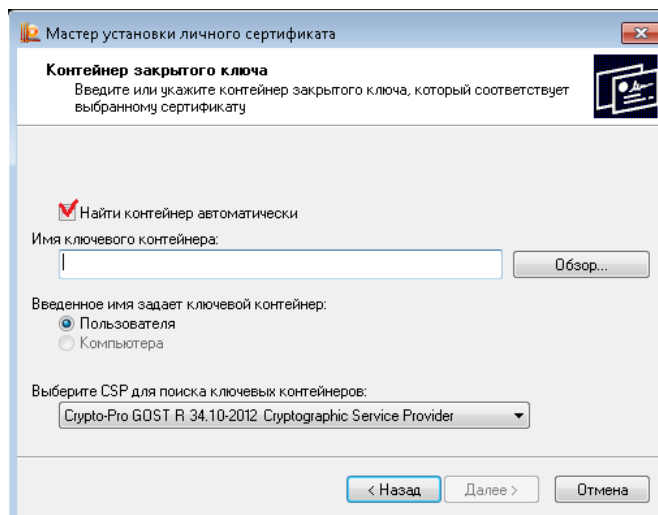 Мастер установки личного сертификата
Контейнер закрытого ключа
Введите или укажите контейнер закрытого ключа, который соответствует
выбранному сертификату
Найти контейнер автоматически
Имя ключевого контейнера:
Обзор...
Введенное имя задает ключевой контейнер:
Пользователя
Компьютера
Выберите CSP для поиска ключевых контейнеров:
Crypto-Pro GOST R 34.10-2012 Cryptographic Service Provider
< Назад
Далее >
Отмена